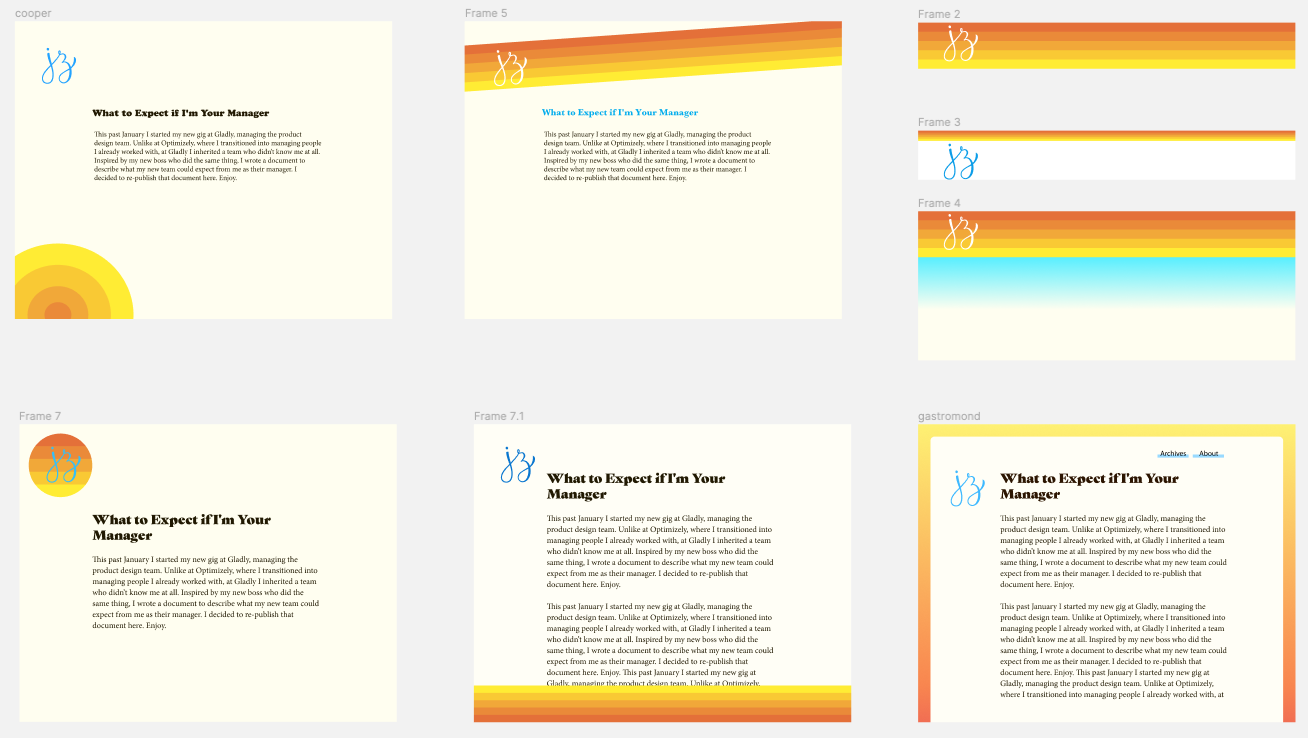 cooper
jz
What to Expect if I'm Your Manager
This past January I started my new gig at Gladly, managing the product
design team. Unlike at Optimizely, where I transitioned into managing people
I already worked with, at Gladly I inherited a team who didn't know me at all.
Inspired by my new boss who did the same thing, I wrote a document to
describe what my new team could expect from me as their manager. I
decided to re-publish that document here. Enjoy.
Frame 5
jz
What to Expect if I'm Your Manager
This past January I started my new gig at Gladly, managing the product
design team. Unlike at Optimizely, where I transitioned into managing people
I already worked with, at Gladly I inherited a team who didn't know me at all.
Inspired by my new boss who did the same thing, I wrote a document to
describe what my new team could expect from me as their manager. I
decided to re-publish that document here. Enjoy.
Frame 2
jz
Frame 3
jz
Frame 4
jz
Frame 7
jz
What to Expect if I'm Your
Manager
This past January I started my new gig at Gladly, managing the
product design team. Unlike at Optimizely, where I transitioned into
managing people I already worked with, at Gladly I inherited a team
who didn't know me at all. Inspired by my new boss who did the
same thing, I wrote a document to describe what my new team could
expect from me as their manager. I decided to re-publish that
document here. Enjoy.
Frame 7.1
jz
What to Expect if I'm Your
Manager
This past January I started my new gig at Gladly, managing the
product design team. Unlike at Optimizely, where I transitioned into
managing people I already worked with, at Gladly I inherited a team
who didn't know me at all. Inspired by my new boss who did the
same thing, I wrote a document to describe what my new team could
expect from me as their manager. I decided to re-publish that
document here. Enjoy.
This past January I started my new gig at Gladly, managing the
product design team. Unlike at Optimizely, where I transitioned into
managing people I already worked with, at Gladly I inherited a team
who didn't know me at all. Inspired by my new boss who did the
same thing, I wrote a document to describe what my new team could
expect from me as their manager. I decided to re-publish that
document here. Enjoy. This past January I started my new gig at
Gladly, managing the product design team. Unlike at Optimizely,
gastromond
Archives About
jz
What to Expect if I'm Your
Manager
This past January I started my new gig at Gladly, managing the
product design team. Unlike at Optimizely, where I transitioned into
managing people I already worked with, at Gladly I inherited a team
who didn't know me at all. Inspired by my new boss who did the
same thing, I wrote a document to describe what my new team could
expect from me as their manager. I decided to re-publish that
document here. Enjoy.
This past January I started my new gig at Gladly, managing the
product design team. Unlike at Optimizely, where I transitioned into
managing people I already worked with, at Gladly I inherited a team
who didn't know me at all. Inspired by my new boss who did the
same thing, I wrote a document to describe what my new team could
expect from me as their manager. I decided to re-publish that
document here. Enjoy. This past January I started my new gig at
Gladly, managing the product design team. Unlike at Optimizely,
where I transitioned into managing people I already worked with, at